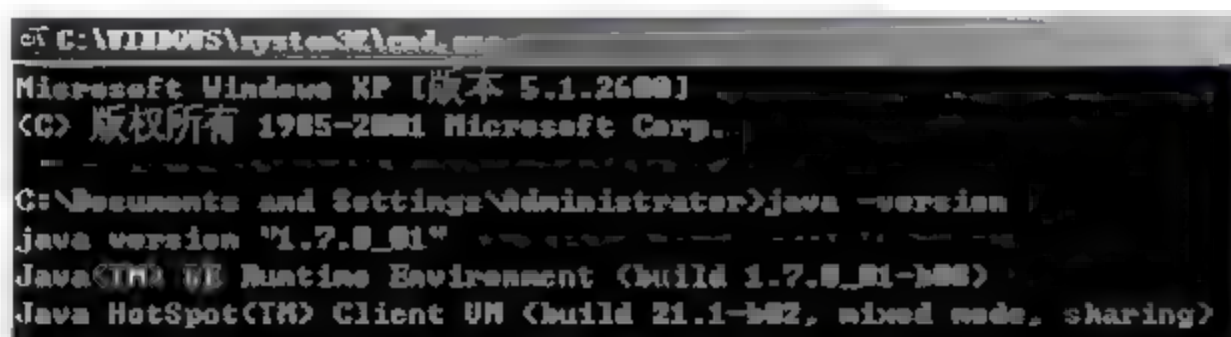 C:\WINDOWS\system32\cmd.exe
Microsoft Windows XP [版本 5.1.2600]
(C) 版权所有 1985-2001 Microsoft Corp.
C:\Documents and Settings\Administrator>java -version
java version "1.7.0_01"
Java(TM) SE Runtime Environment (build 1.7.0_01-b08)
Java HotSpot(TM) Client VM (build 21.1-b02, mixed mode, sharing)